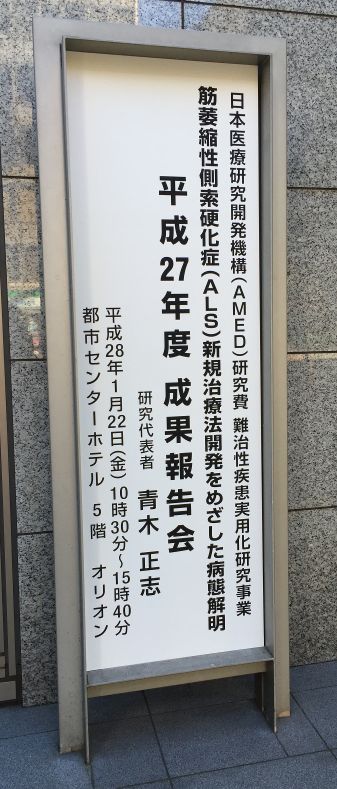 日本医療研究開発機構(AMED)研究費 難治性疾患実用化研究事業
筋萎縮性側索硬化症(ALS)新規治療法開発をめざした病態解明
平成27年度 成果報告会
研究代表者 青木 正志
平成28年1月22日(金)10時30分~15時40分
都市センターホテル 5階 オリオン